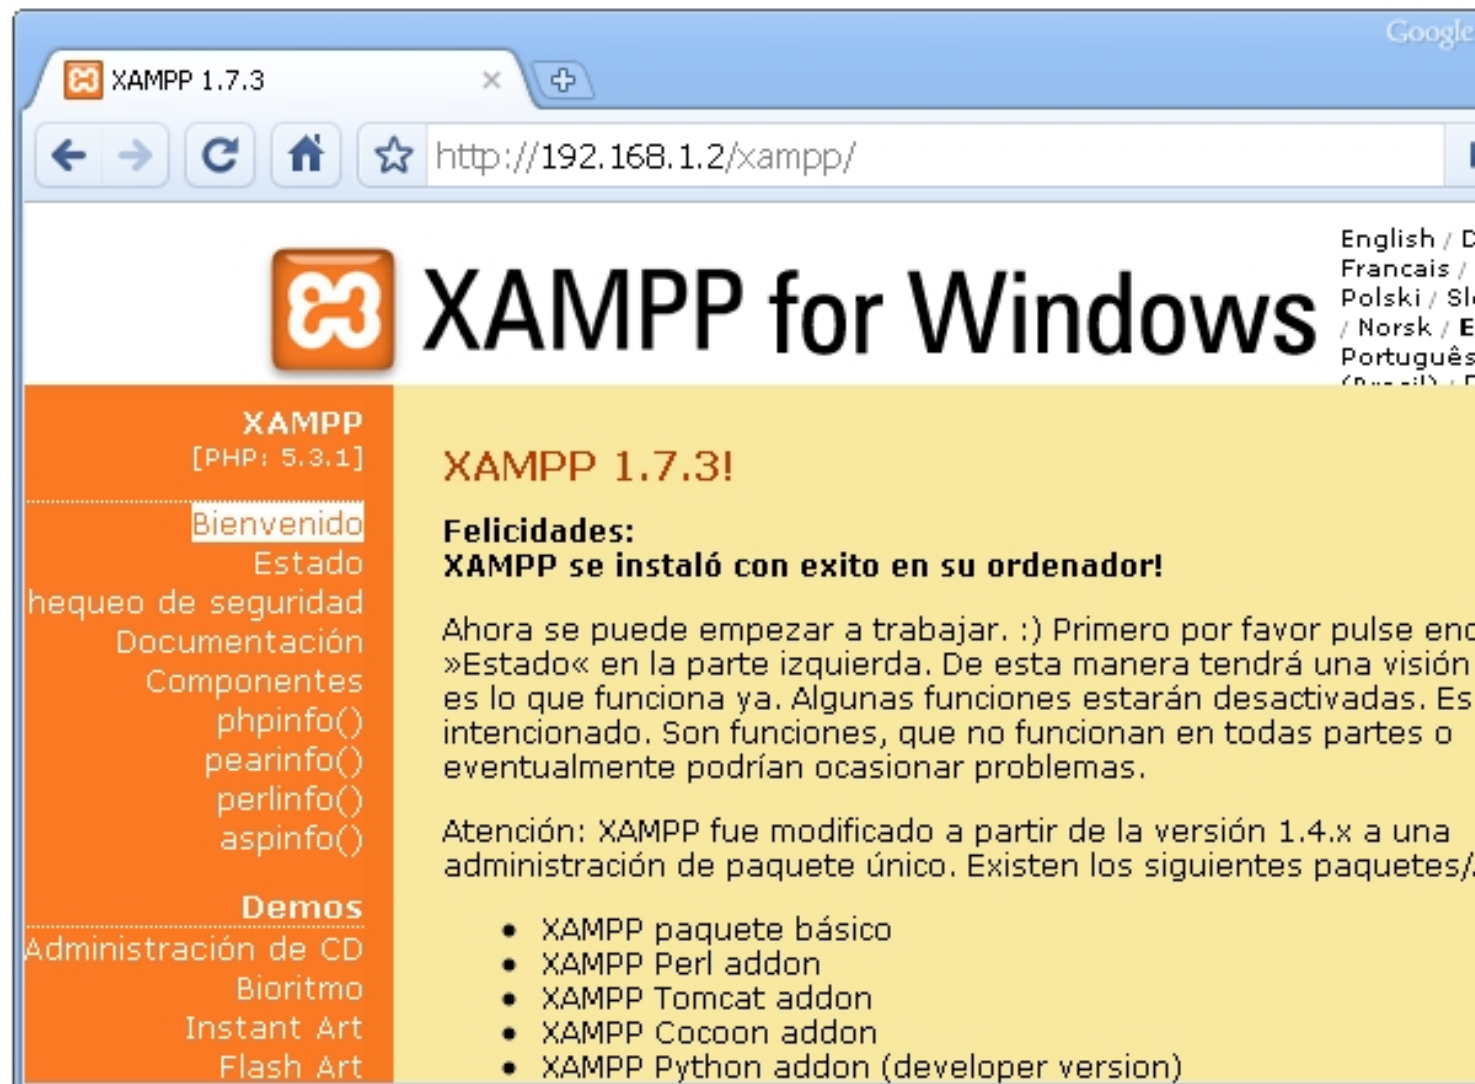 Google
XAMPP 1.7.3
http://192.168.1.2/xampp/
XAMPP for Windows
English /
Francais /
Polski /
/ Norsk /
Português
XAMPP
[PHP: 5.3.1]
Bienvenido
Estado
hequeo de seguridad
Documentación
Componentes
phpinfo()
pearinfo()
perlinfo()
aspinfo()
Demos
Administración de CD
Bioritmo
Instant Art
Flash Art
XAMPP 1.7.3!
Felicidades:
XAMPP se instaló con exito en su ordenador!
Ahora se puede empezar a trabajar. :) Primero por favor pulse
»Estado« en la parte izquierda. De esta manera tendrá una visión
es lo que funciona ya. Algunas funciones estarán desactivadas. Es
intencionado. Son funciones, que no funcionan en todas partes o
eventualmente podrían ocasionar problemas.
Atención: XAMPP fue modificado a partir de la versión 1.4.x a una
administración de paquete único. Existen los siguientes paquetes/
XAMPP paquete básico
XAMPP Perl addon
XAMPP Tomcat addon
XAMPP Cocoon addon
XAMPP Python addon (developer version)